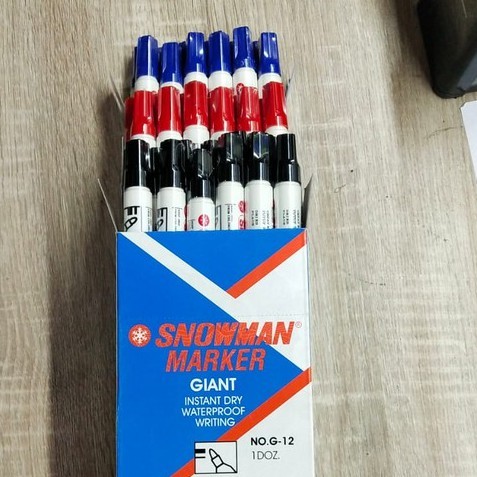 SNOWMAN®
MARKER
GIANT
INSTANT DRY
WATERPROOF
WRITING
NO.G-12
1DOZ.